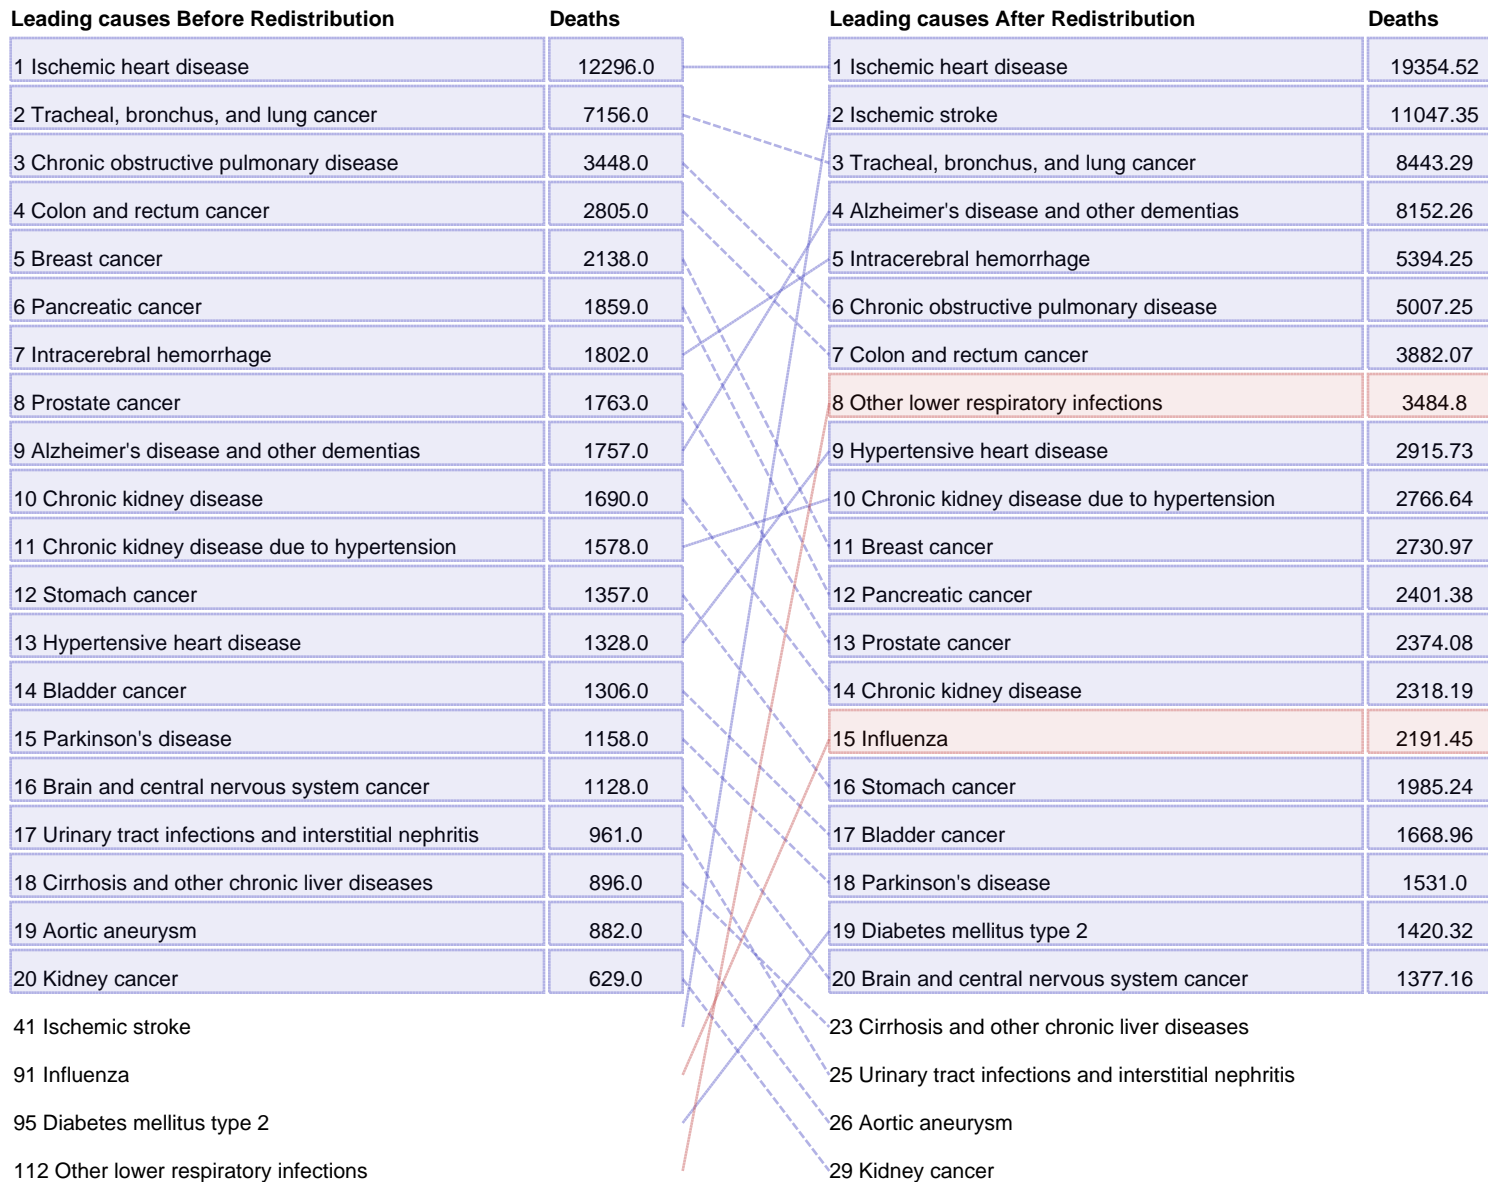 Leading causes Before Redistribution Deaths Leading causes After Redistribution Deaths
1 Ischemic heart disease 12296.0 1 Ischemic heart disease 19354.52
2 Tracheal, bronchus, and lung cancer 7156.0 2 Ischemic stroke 11047.35
3 Chronic obstructive pulmonary disease 3448.0 3 Tracheal, bronchus, and lung cancer 8443.29
4 Colon and rectum cancer 2805.0 4 Alzheimer's disease and other dementias 8152.26
5 Breast cancer 2138.0 5 Intracerebral hemorrhage 5394.25
6 Pancreatic cancer 1859.0 6 Chronic obstructive pulmonary disease 5007.25
7 Intracerebral hemorrhage 1802.0 7 Colon and rectum cancer 3882.07
8 Prostate cancer 1763.0 8 Other lower respiratory infections 3484.8
9 Alzheimer's disease and other dementias 1757.0 9 Hypertensive heart disease 2915.73
10 Chronic kidney disease 1690.0 10 Chronic kidney disease due to hypertension 2766.64
11 Chronic kidney disease due to hypertension 1578.0 11 Breast cancer 2730.97
12 Stomach cancer 1357.0 12 Pancreatic cancer 2401.38
13 Hypertensive heart disease 1328.0 13 Prostate cancer 2374.08
14 Bladder cancer 1306.0 14 Chronic kidney disease 2318.19
15 Parkinson's disease 1158.0 15 Influenza 2191.45
16 Brain and central nervous system cancer 1128.0 16 Stomach cancer 1985.24
17 Urinary tract infections and interstitial nephritis 961.0 17 Bladder cancer 1668.96
18 Cirrhosis and other chronic liver diseases 896.0 18 Parkinson's disease 1531.0
19 Aortic aneurysm 882.0 19 Diabetes mellitus type 2 1420.32
20 Kidney cancer 629.0 20 Brain and central nervous system cancer 1377.16
41 Ischemic stroke 23 Cirrhosis and other chronic liver diseases
91 Influenza 25 Urinary tract infections and interstitial nephritis
95 Diabetes mellitus type 2 26 Aortic aneurysm
112 Other lower respiratory infections 29 Kidney cancer